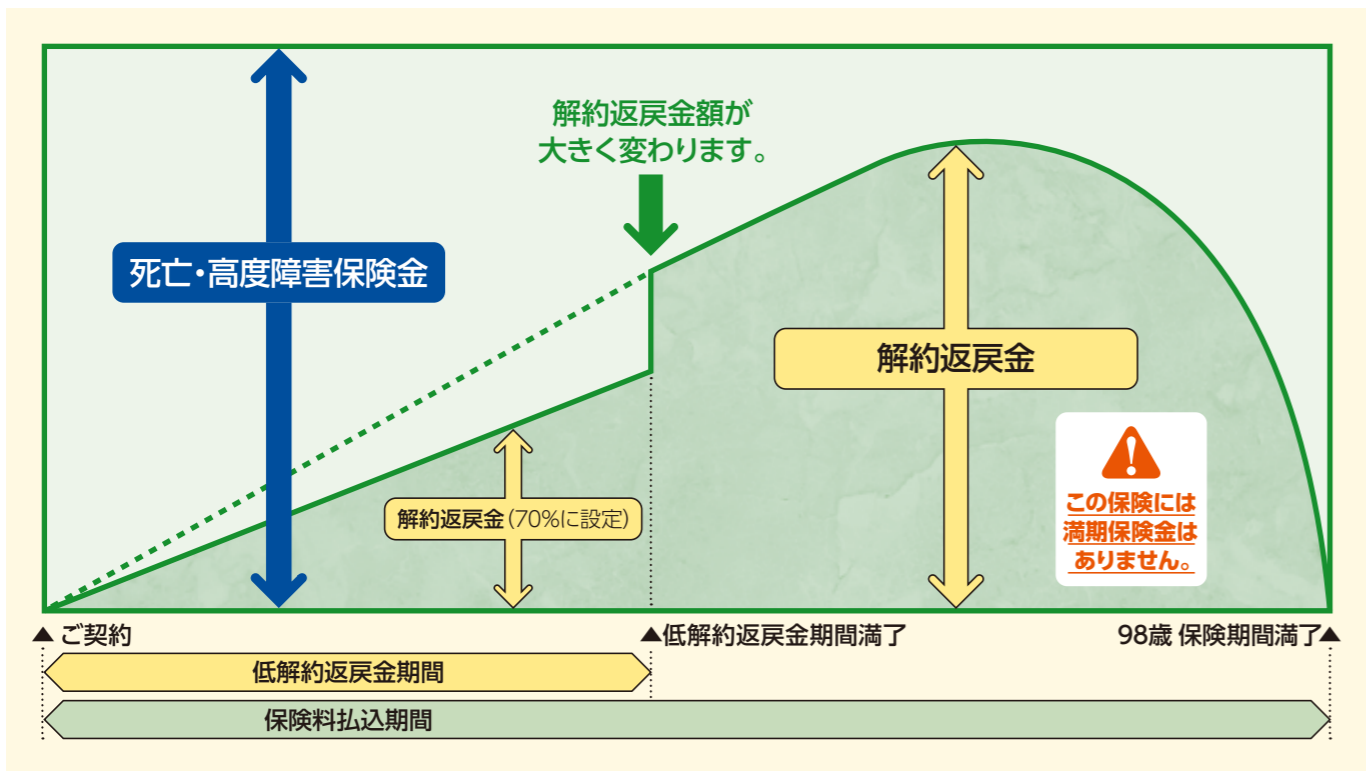 解約返戻金額が
大きく変わります。
死亡・高度障害保険金
解約返戻金
解約返戻金(70%に設定)
この保険には
満期保険金は
ありません。
▲ご契約
▲低解約返戻金期間満了
98歳 保険期間満了▲
低解約返戻金期間
保険料払込期間